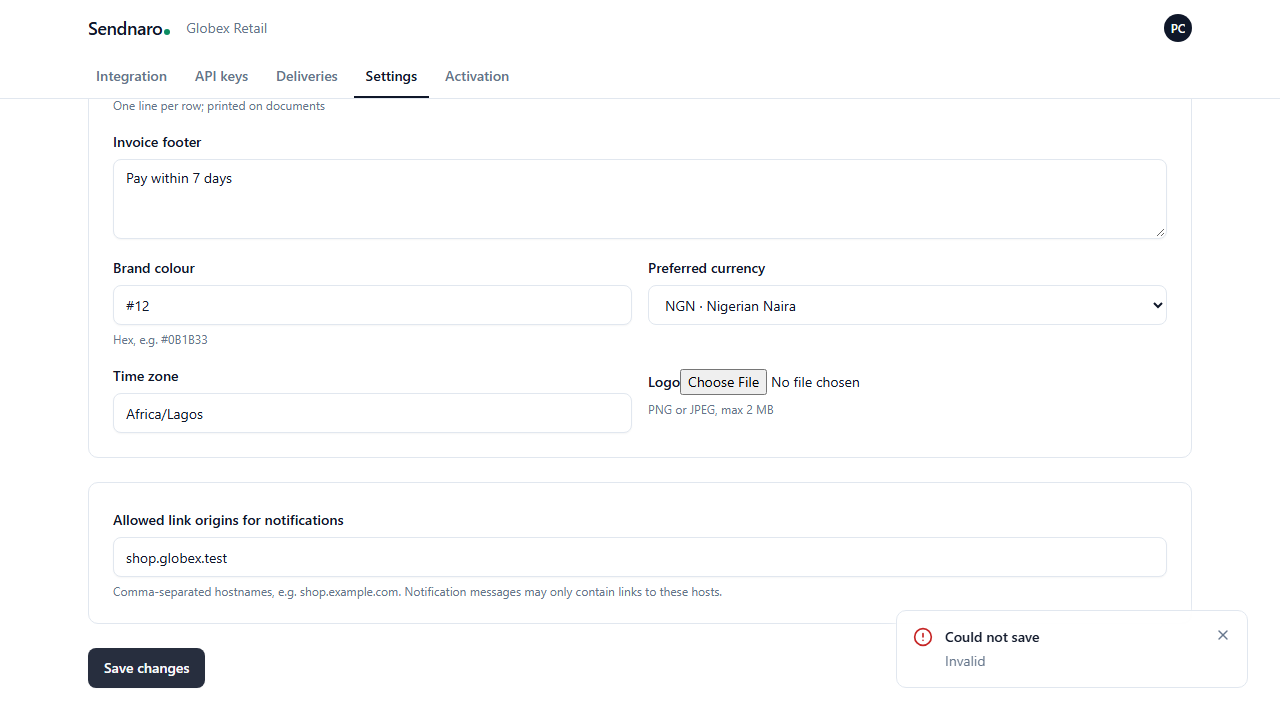 Sendnaro
Globex Retail
PC
Integration
API keys
Deliveries
Settings
Activation
One line per row; printed on documents
Invoice footer
Pay within 7 days
Brand colour
Preferred currency
#12
NGN · Nigerian Naira
Hex, e.g. #0B1B33
Time zone
Logo Choose File No file chosen
Africa/Lagos
PNG or JPEG, max 2 MB
Allowed link origins for notifications
shop.globex.test
Comma-separated hostnames, e.g. shop.example.com. Notification messages may only contain links to these hosts.
Could not save
Invalid
Save changes